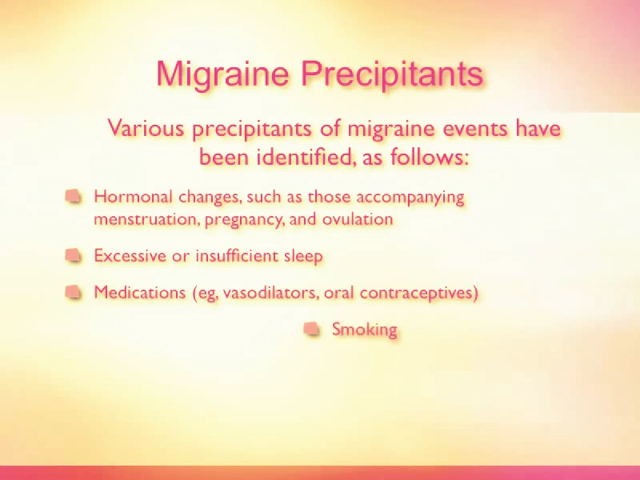 Migraine Precipitants
Various precipitants of migraine events have
been identified, as follows:
Hormonal changes, such as those accompanying
menstruation, pregnancy, and ovulation
Excessive or insufficient sleep
Medications (eg, vasodilators, oral contraceptives)
Smoking